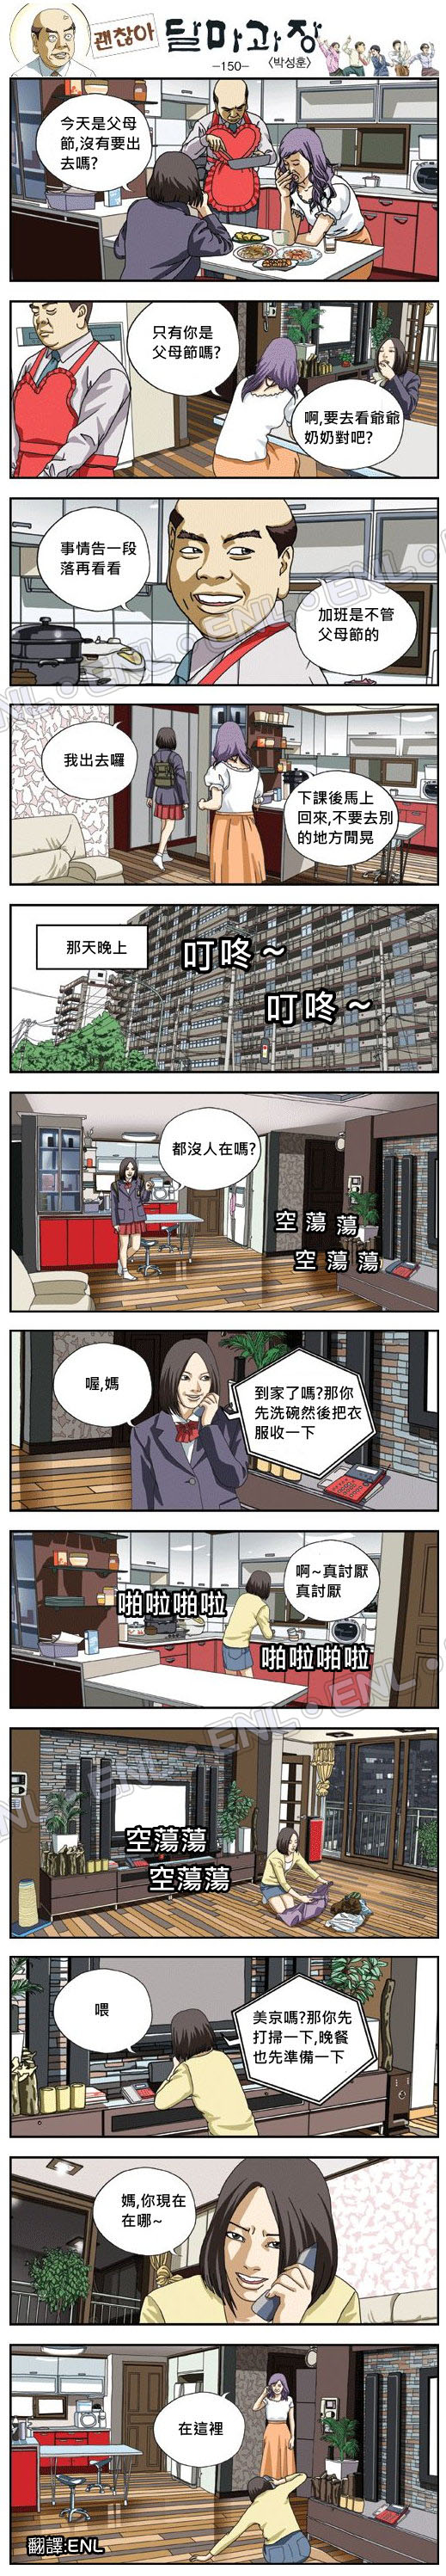 괜찮아
달마과장
-150-
<박성훈>
今天是父母
節,沒有要出
去嗎?
只有你是
父母節嗎?
啊,要去看爺爺
奶奶對吧?
事情告一段
落再看看
加班是不管
父母節的
ENL
我出去囉
下課後馬上
回來,不要去別
的地方閒晃
那天晚上
叮咚~
叮咚~
都沒人在嗎?
空蕩蕩
空蕩蕩
喔,媽
到家了嗎?那你
先洗碗然後把衣
服收一下
啊~真討厭
真討厭
啪啦啪啦
啪啦啪啦
ENL
空蕩蕩
空蕩蕩
喂
美京嗎?那你先
打掃一下,晚餐
也先準備一下
媽,你現在
在哪~
在這裡
翻譯:ENL